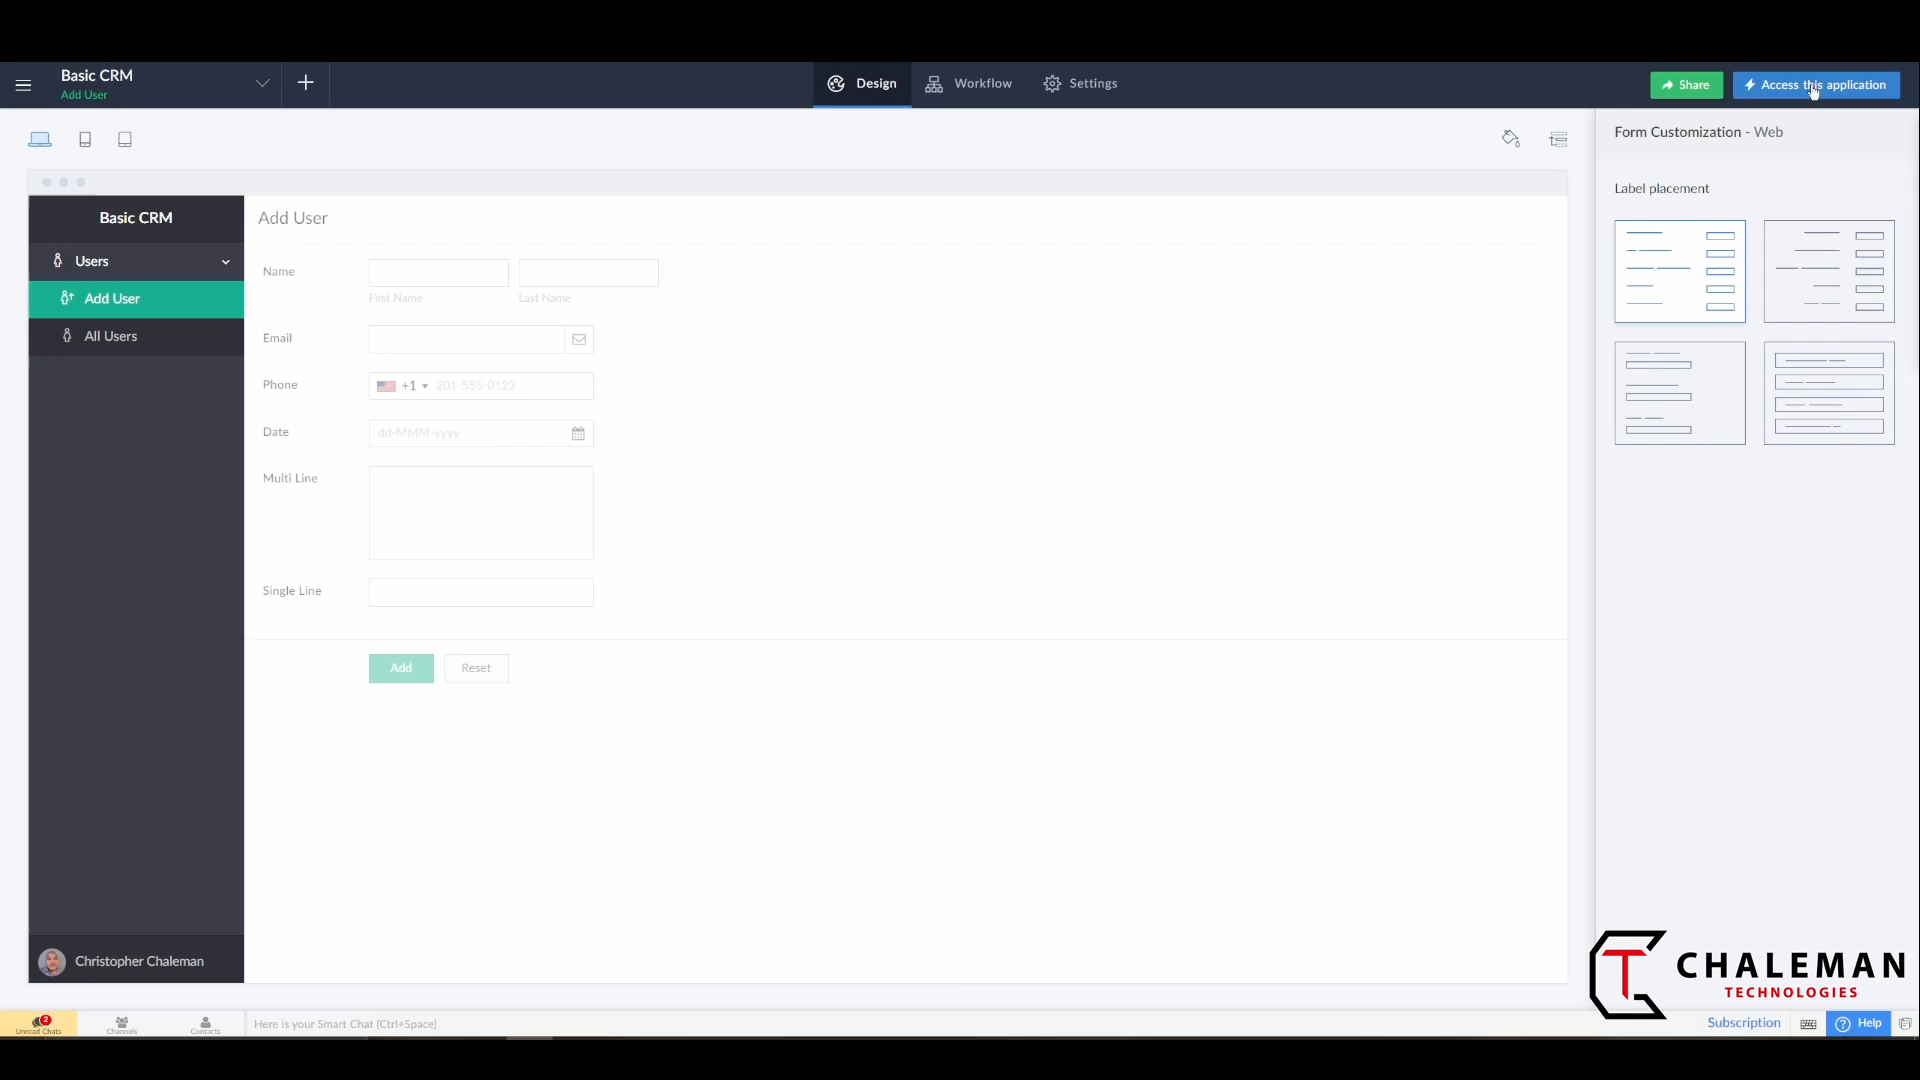 Basic CRM
Add User
Design
Workflow
Settings
Share
Access this application
Form Customization - Web
Label placement
Basic CRM
Users
Add User
All Users
Add User
Name
First Name
Last Name
Email
Phone
+1
201-555-0123
Date
dd-MMM-yyyy
Multi Line
Single Line
Add
Reset
Christopher Chaleman
CHALEMAN
TECHNOLOGIES
2
Unread Chats
Channels
Contacts
Here is your Smart Chat (Ctrl+Space)
Subscription
Help